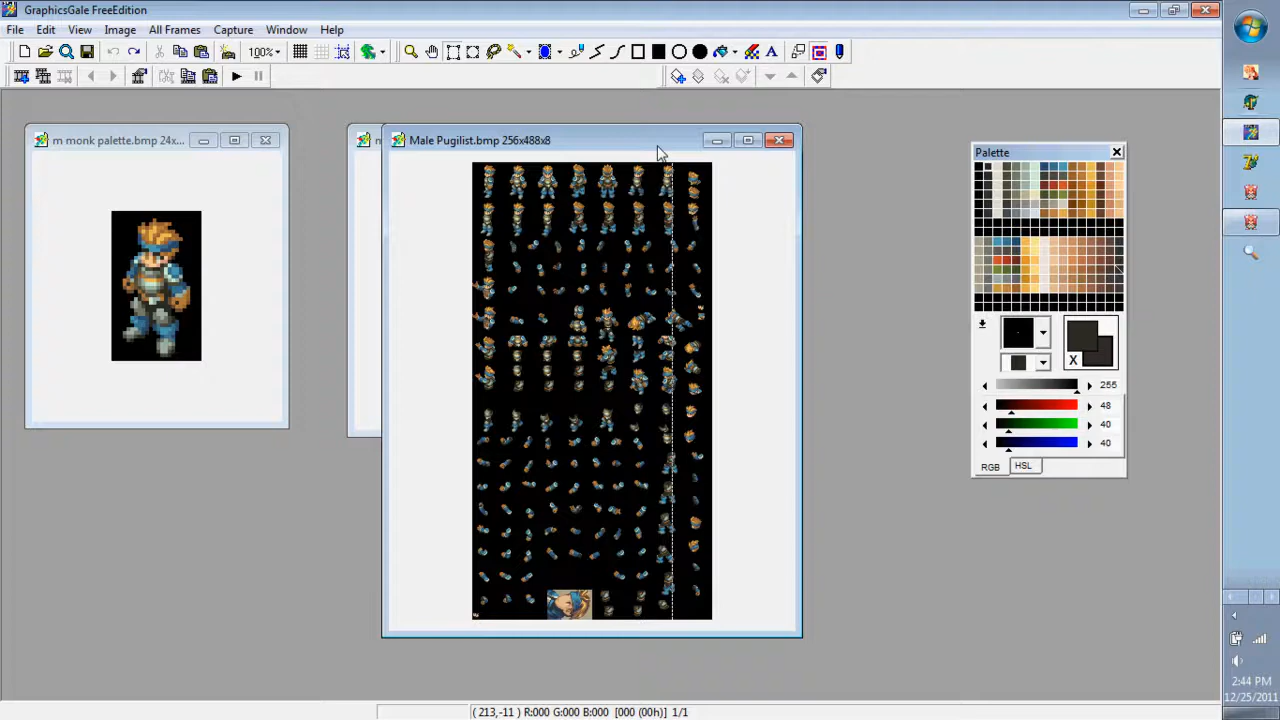 GraphicsGale FreeEdition
File Edit View Image All Frames Capture Window Help
100%
A
m monk palette.bmp 24x...
Male Pugilist.bmp 256x488x8
Palette
X
255
48
40
40
RGB HSL
2:44 PM
12/25/2011
( 213,-11 ) R:000 G:000 B:000 [000 (00h)] 1/1